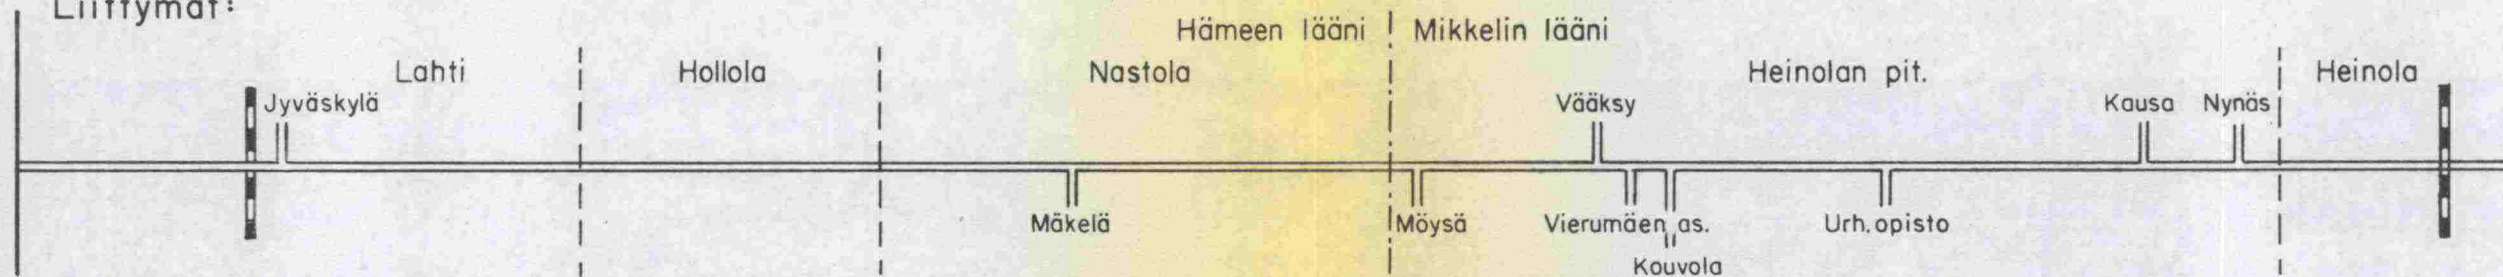 Liittymät:
Hämeen lääni Mikkelin lääni
Lahti Hollola Nastola Heinolan pit. Heinola
Jyväskylä Vääksy Kausa Nynäs
Mäkelä Möysä Vierumäen as. Urh.opisto
Kouvola